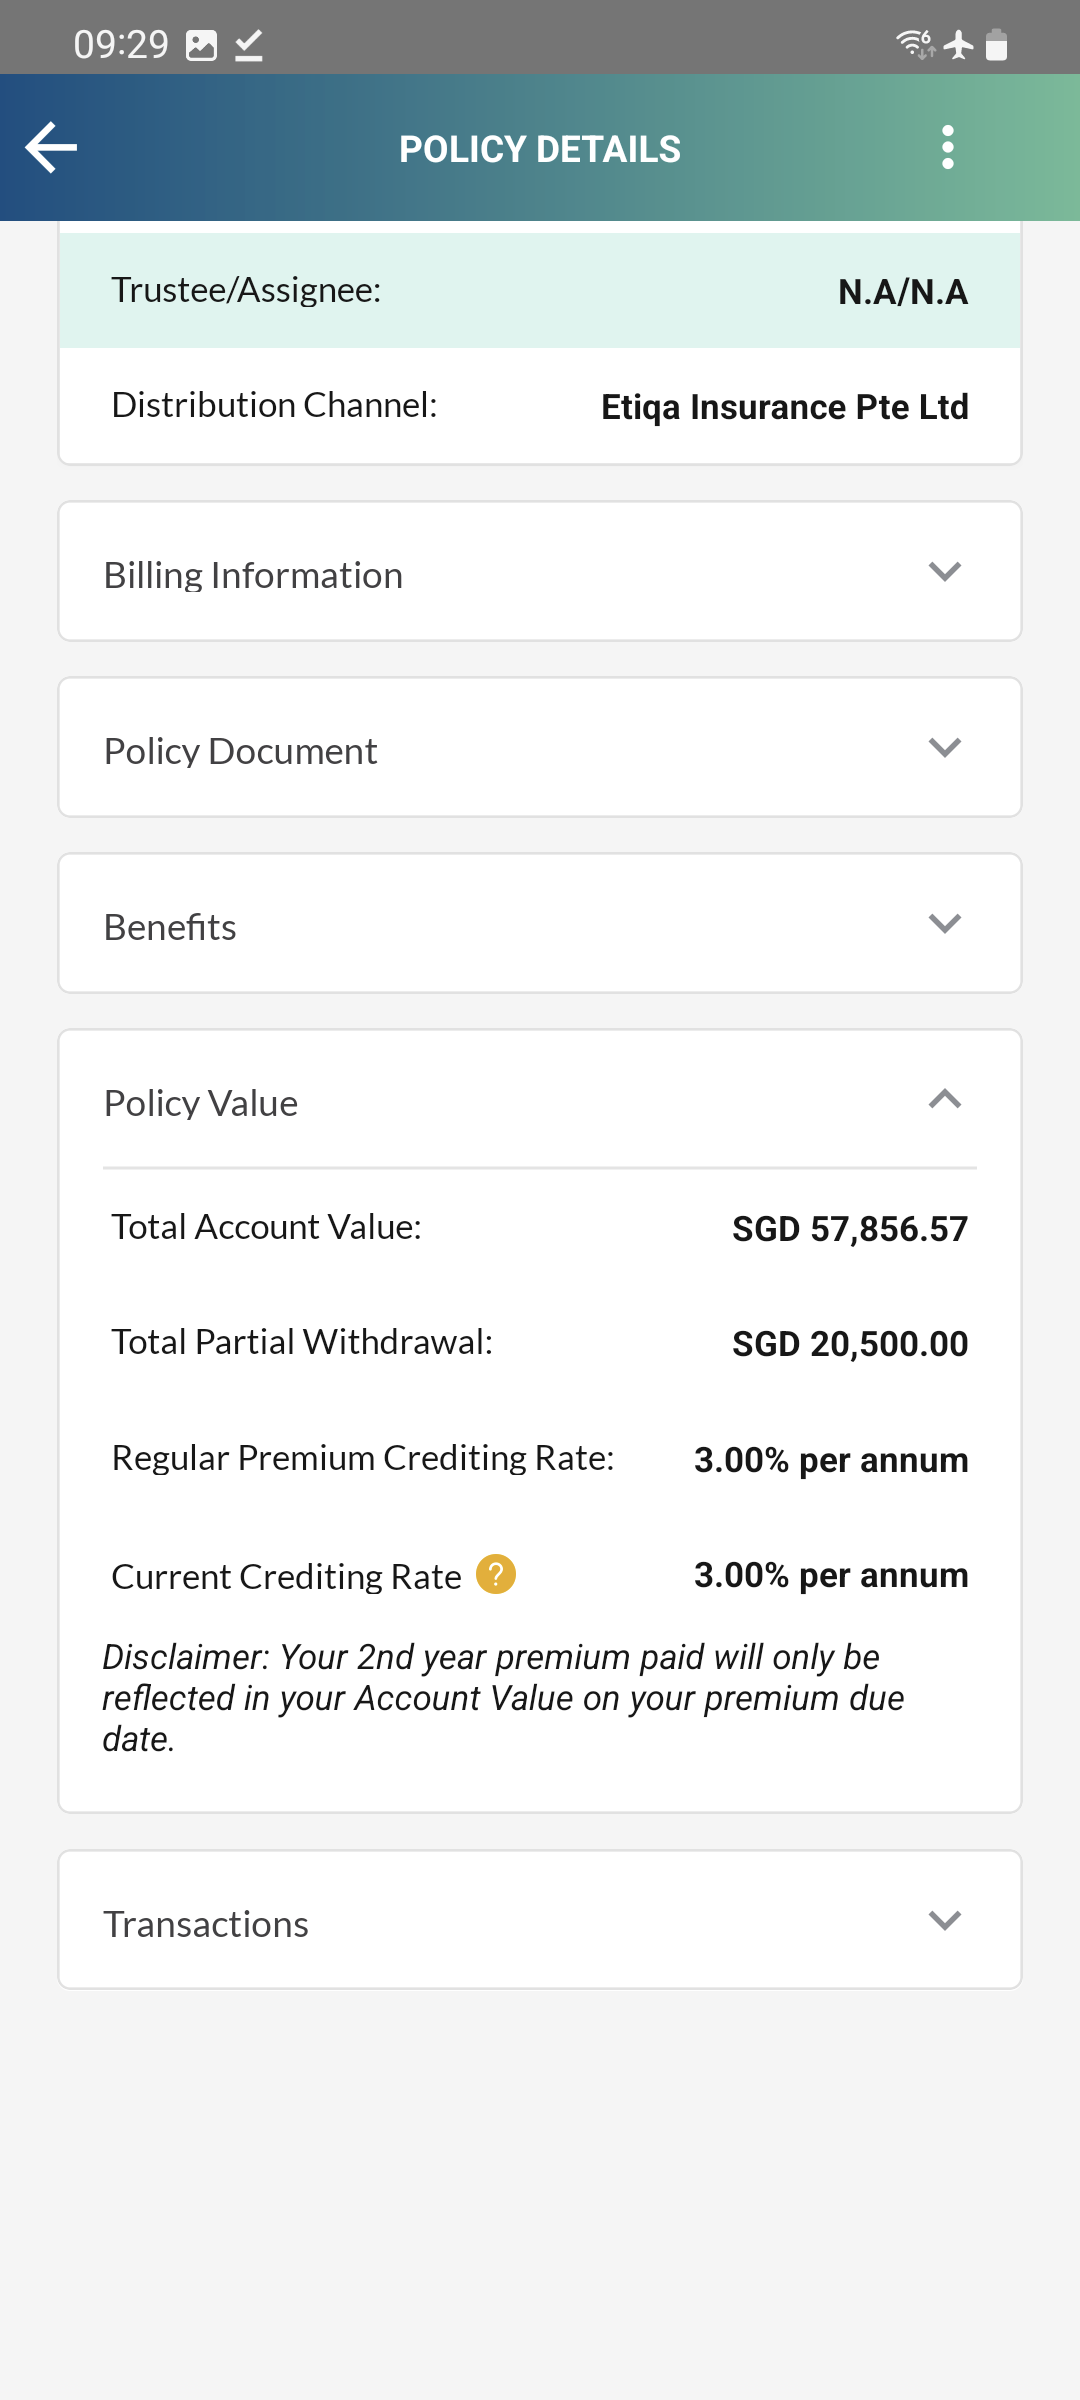 09:29
6
POLICY DETAILS
Trustee/Assignee: N.A/N.A
Distribution Channel: Etiqa Insurance Pte Ltd
Billing Information
Policy Document
Benefits
Policy Value
Total Account Value: SGD 57,856.57
Total Partial Withdrawal: SGD 20,500.00
Regular Premium Crediting Rate: 3.00% per annum
Current Crediting Rate ? 3.00% per annum
Disclaimer: Your 2nd year premium paid will only be
reflected in your Account Value on your premium due
date.
Transactions